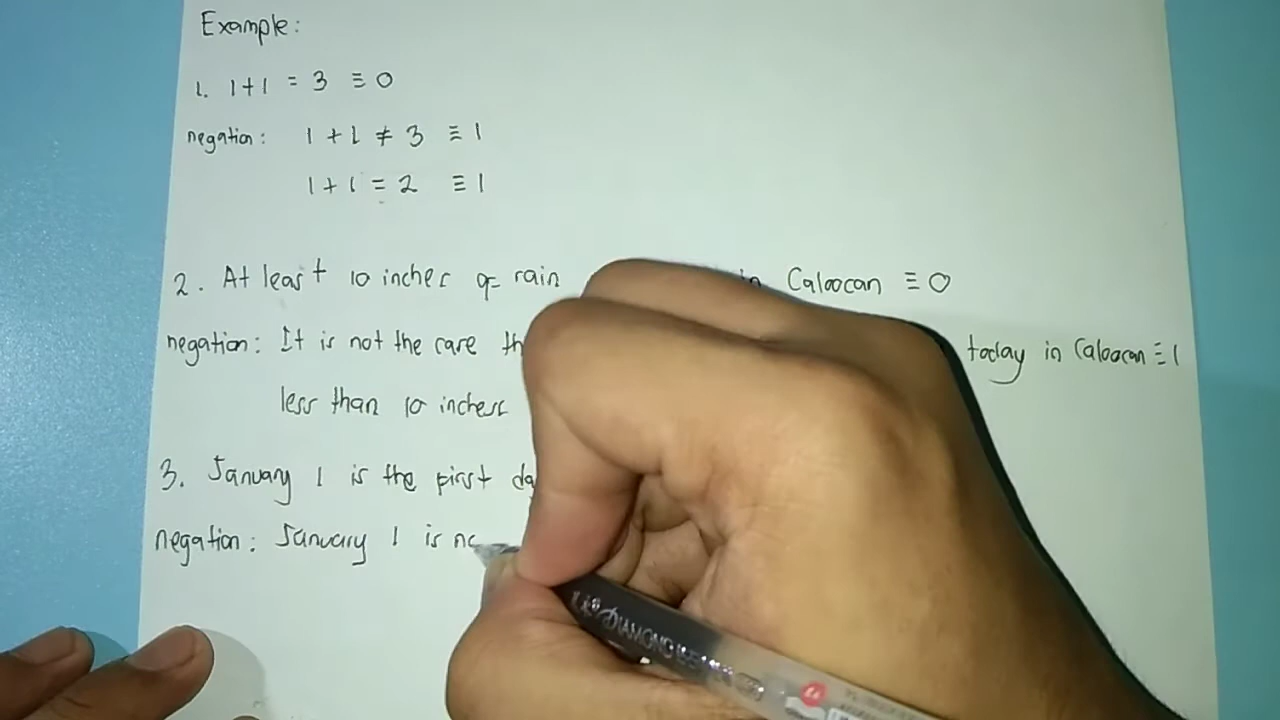 Example:
1. 1+1 = 3 ≡ 0
negation: 1 + 1 ≠ 3 ≡ 1
1 + 1 = 2 ≡ 1
2. At least 10 inches of rain in Caloocan ≡ 0
negation: It is not the case today in Caloocan ≡ 1
less than 10 inches
3. January 1 is the first
negation: January 1 is